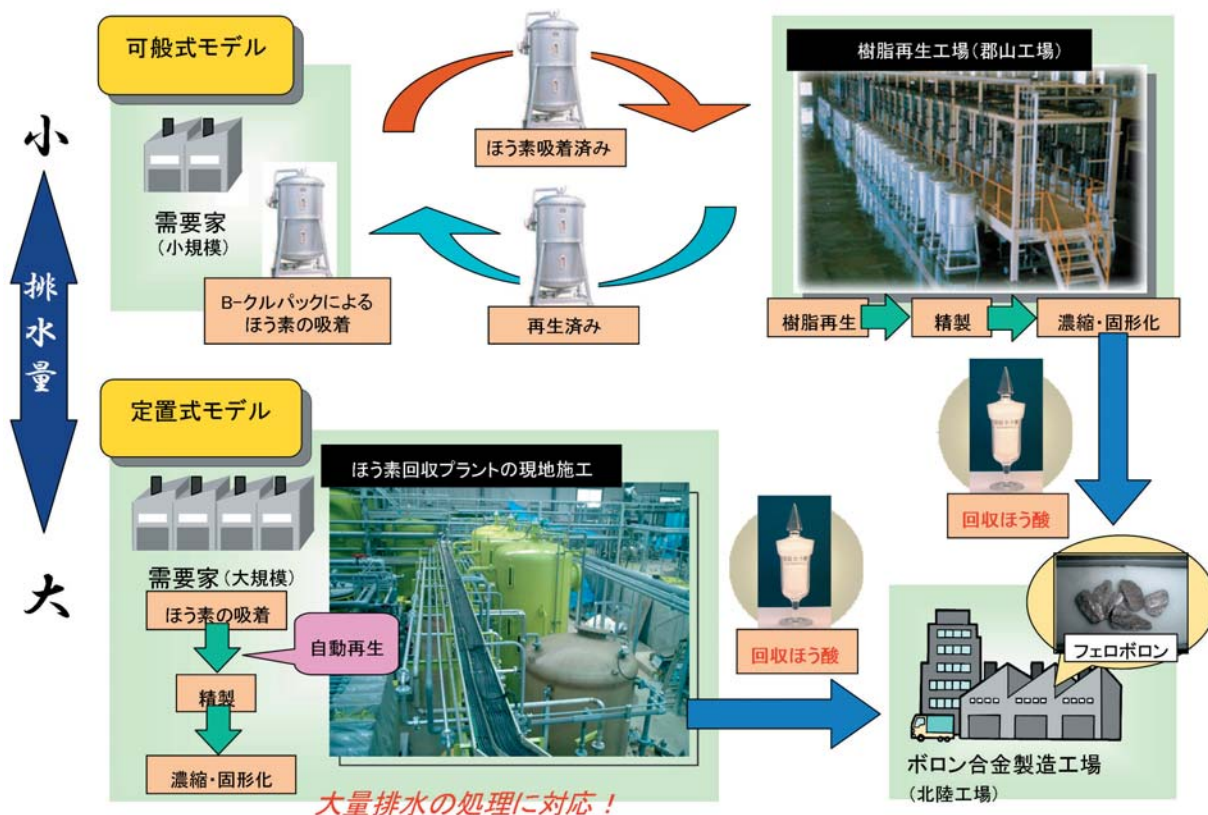 可般式モデル
小
排水量
大
需要家
(小規模)
B-クルパックによる
ほう素の吸着
ほう素吸着済み
再生済み
樹脂再生工場(郡山工場)
樹脂再生
精製
濃縮・固形化
回収ほう酸
定置式モデル
需要家(大規模)
ほう素の吸着
自動再生
精製
濃縮・固形化
ほう素回収プラントの現地施工
大量排水の処理に対応!
回収ほう酸
フェロボロン
ボロン合金製造工場
(北陸工場)